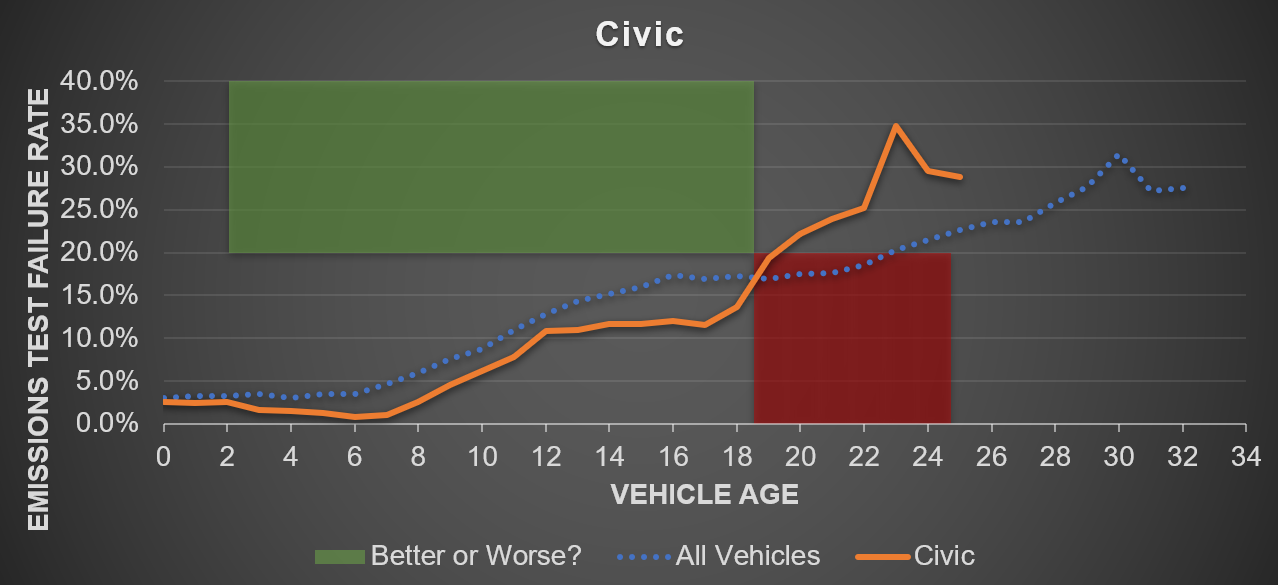 Civic
EMISSIONS TEST FAILURE RATE
40.0%
35.0%
30.0%
25.0%
20.0%
15.0%
10.0%
5.0%
0.0%
0 2 4 6 8 10 12 14 16 18 20 22 24 26 28 30 32 34
VEHICLE AGE
Better or Worse? All Vehicles Civic